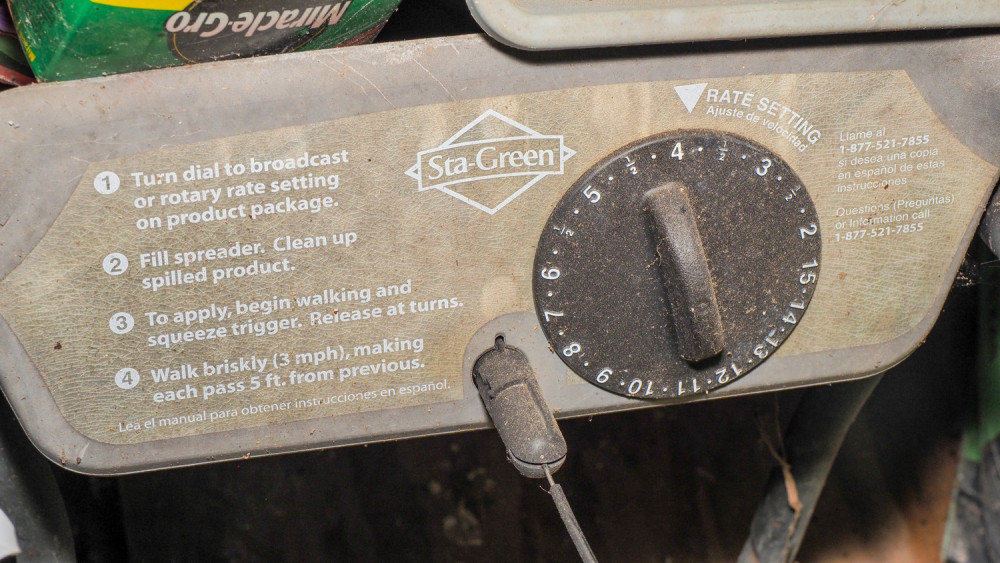 Miracle-Gro
1 Turn dial to broadcast
or rotary rate setting
on product package.
2 Fill spreader. Clean up
spilled product.
3 To apply, begin walking and
squeeze trigger. Release at turns.
4 Walk briskly (3 mph), making
each pass 5 ft. from previous.
Lea el manual para obtener instrucciones en espanol.
Sta-Green
RATE SETTING
Ajuste de velocidad
2 ½ 3 ½ 4 ½ 5 ½ 6 · 7 · 8 · 9 · 10 · 11 · 12 · 13 · 14 · 15
Llame al
1-877-521-7855
si desea una copia
en espanol de estas
instrucciones
Questions (Preguntas)
or Information call
1-877-521-7855